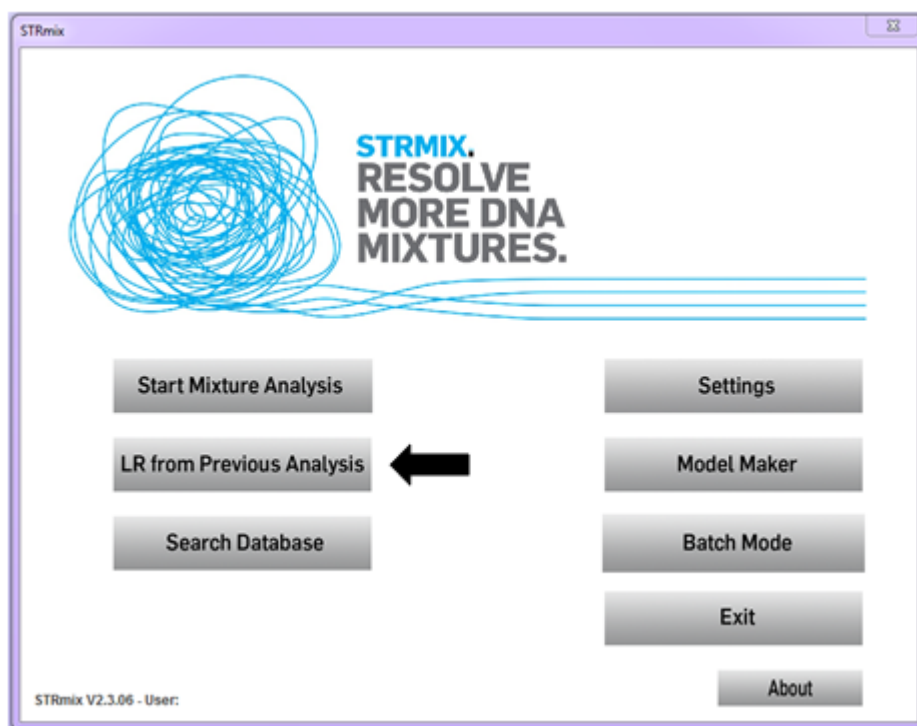 STRmix
STRMIX.
RESOLVE
MORE DNA
MIXTURES.
Start Mixture Analysis
Settings
LR from Previous Analysis
Model Maker
Search Database
Batch Mode
Exit
About
STRmix V2.3.06 - User: